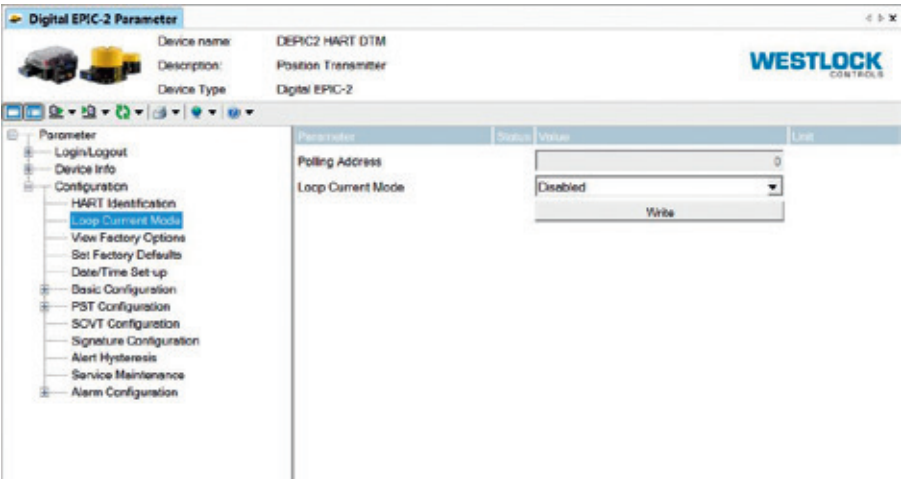 Digital EPIC-2 Parameter
Device name: DEPIC2 HART DTM
Description: Position Transmitter
Device Type Digital EPIC-2
WESTLOCK
CONTROLS
Parameter
Login/Logout
Device Info
Configuration
HART Identification
Loop Current Mode
View Factory Options
Set Factory Defaults
Date/Time Set-up
Basic Configuration
PST Configuration
SOVT Configuration
Signature Configuration
Alert Hysteresis
Service Maintenance
Alarm Configuration
Parameter Status Value Unit
Polling Address 0
Loop Current Mode Disabled
Write